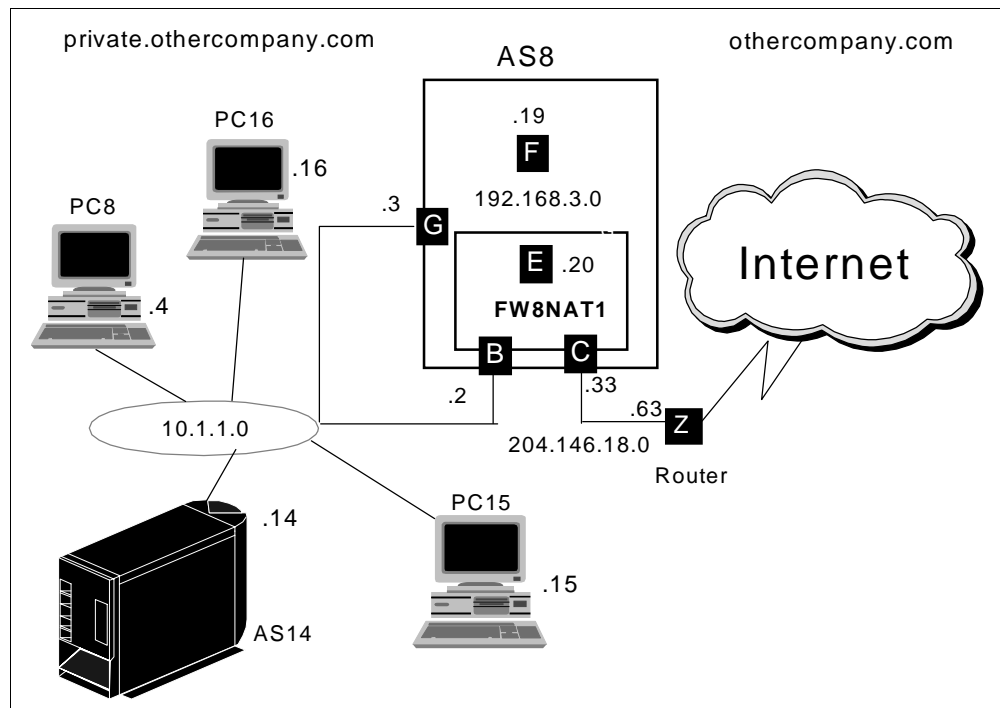 private.othercompany.com
othercompany.com
AS8
PC16
.16
.19
F
192.168.3.0
PC8
.4
.3
G
E
.20
FW8NAT1
Internet
B
C
.2
.33
.63
Z
204.146.18.0
Router
10.1.1.0
.14
AS14
PC15
.15